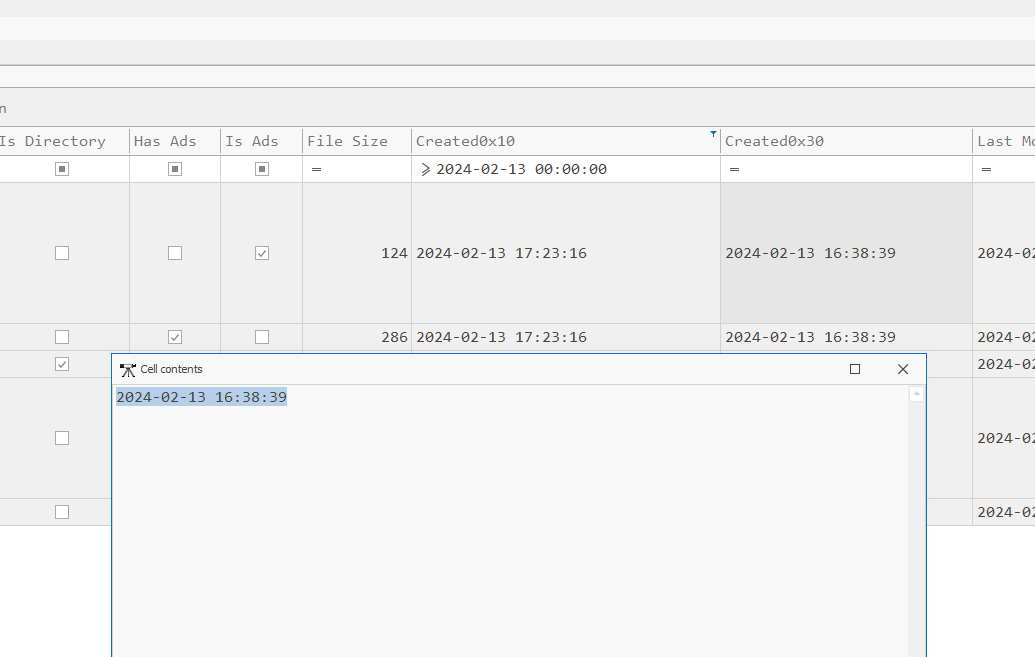 n
Is Directory Has Ads Is Ads File Size Created0x10 Created0x30 Last Mo
= ≥ 2024-02-13 00:00:00 = =
124 2024-02-13 17:23:16 2024-02-13 16:38:39 2024-02
286 2024-02-13 17:23:16 2024-02-13 16:38:39 2024-02
2024-02
Cell contents
2024-02-13 16:38:39
2024-02
2024-02